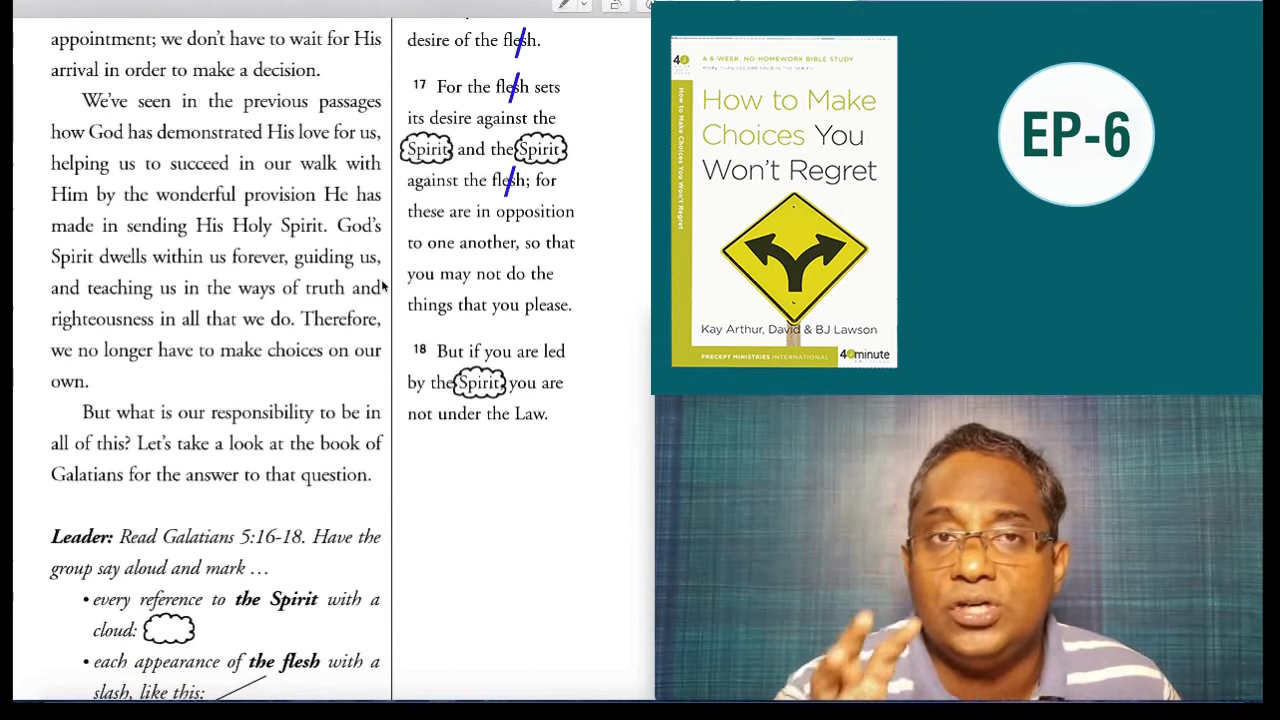 appointment; we don't have to wait for His
arrival in order to make a decision.
We've seen in the previous passages
how God has demonstrated His love for us,
helping us to succeed in our walk with
Him by the wonderful provision He has
made in sending His Holy Spirit. God's
Spirit dwells within us forever, guiding us,
and teaching us in the ways of truth and
righteousness in all that we do. Therefore,
we no longer have to make choices on our
own.
But what is our responsibility to be in
all of this? Let's take a look at the book of
Galatians for the answer to that question.
Leader: Read Galatians 5:16-18. Have the
group say aloud and mark …
• every reference to the Spirit with a
cloud:
• each appearance of the flesh with a
slash, like this:
desire of the flesh.
17 For the flesh sets
its desire against the
Spirit and the Spirit
against the flesh; for
these are in opposition
to one another, so that
you may not do the
things that you please.
18 But if you are led
by the Spirit, you are
not under the Law.
40
A 6-WEEK, NO-HOMEWORK BIBLE STUDY
How to Make
Choices You
Won't Regret
How to Make Choices You Won't Regret
Kay Arthur, David & BJ Lawson
PRECEPT MINISTRIES INTERNATIONAL
40 minute
EP-6